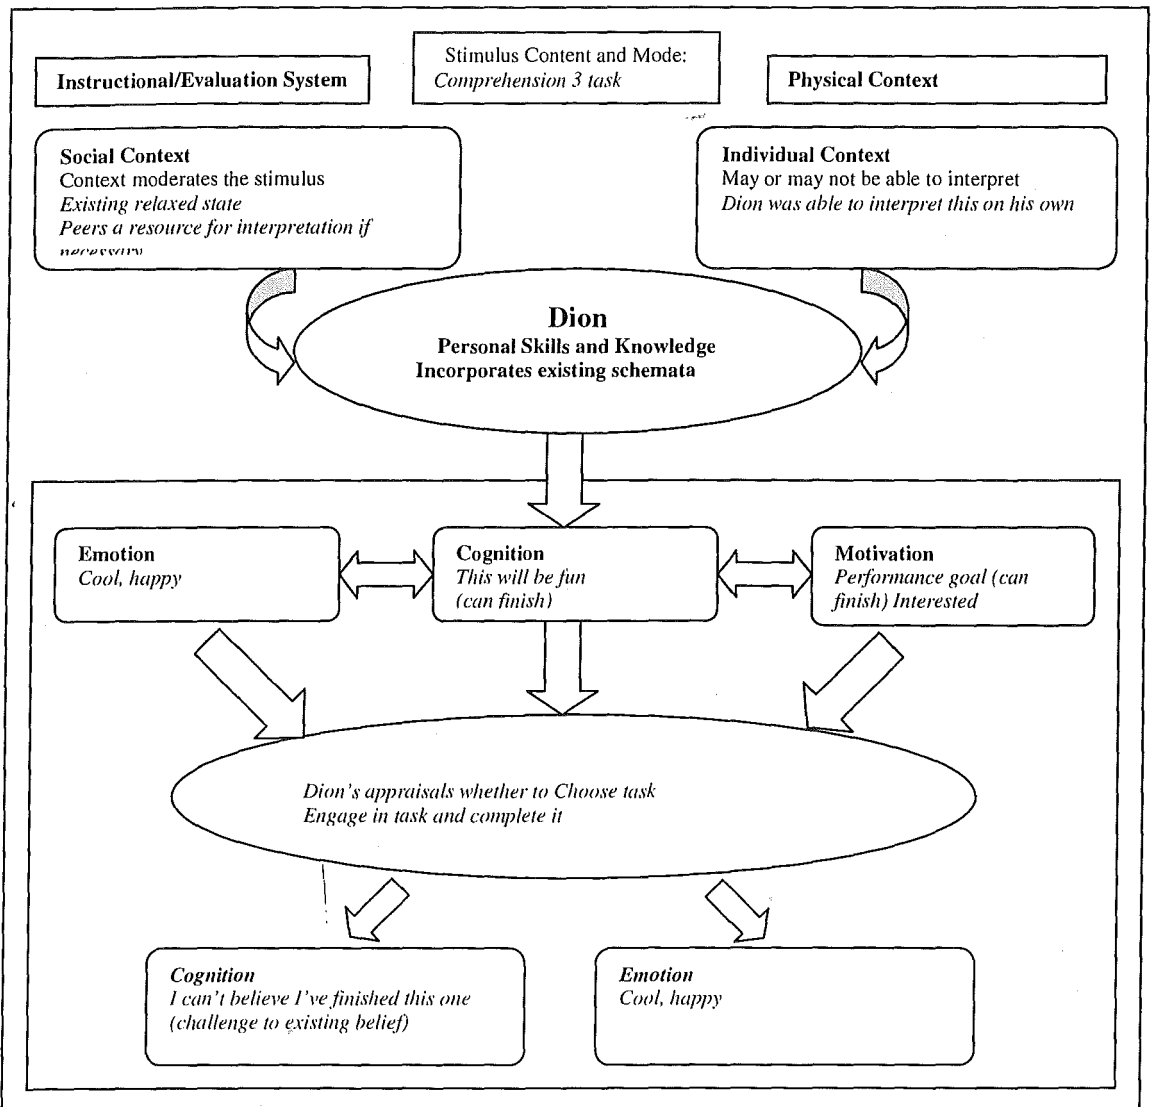 Stimulus Content and Mode:
Comprehension 3 task
Instructional/Evaluation System
Physical Context
Social Context
Context moderates the stimulus
Existing relaxed state
Peers a resource for interpretation if
necessary
Individual Context
May or may not be able to interpret
Dion was able to interpret this on his own
Dion
Personal Skills and Knowledge
Incorporates existing schemata
Emotion
Cool, happy
Cognition
This will be fun
(can finish)
Motivation
Performance goal (can
finish) Interested
Dion's appraisals whether to Choose task
Engage in task and complete it
Cognition
I can't believe I've finished this one
(challenge to existing belief)
Emotion
Cool, happy